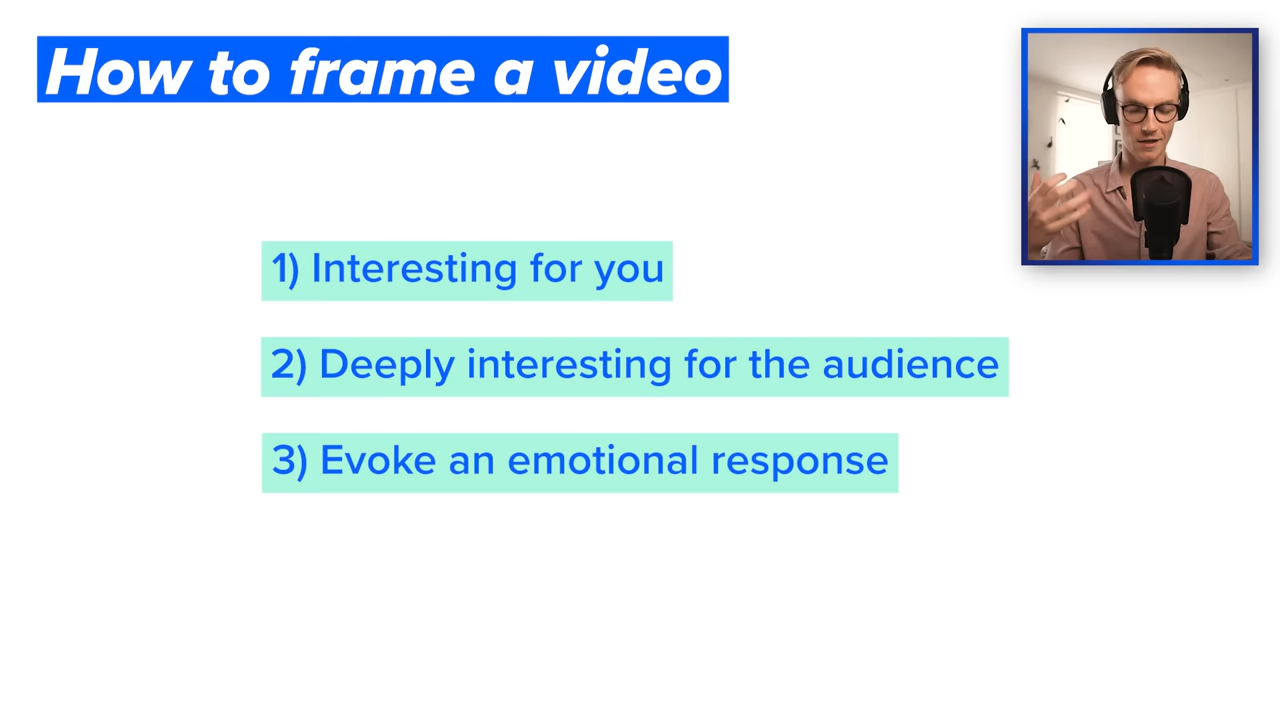 How to frame a video
1) Interesting for you
2) Deeply interesting for the audience
3) Evoke an emotional response